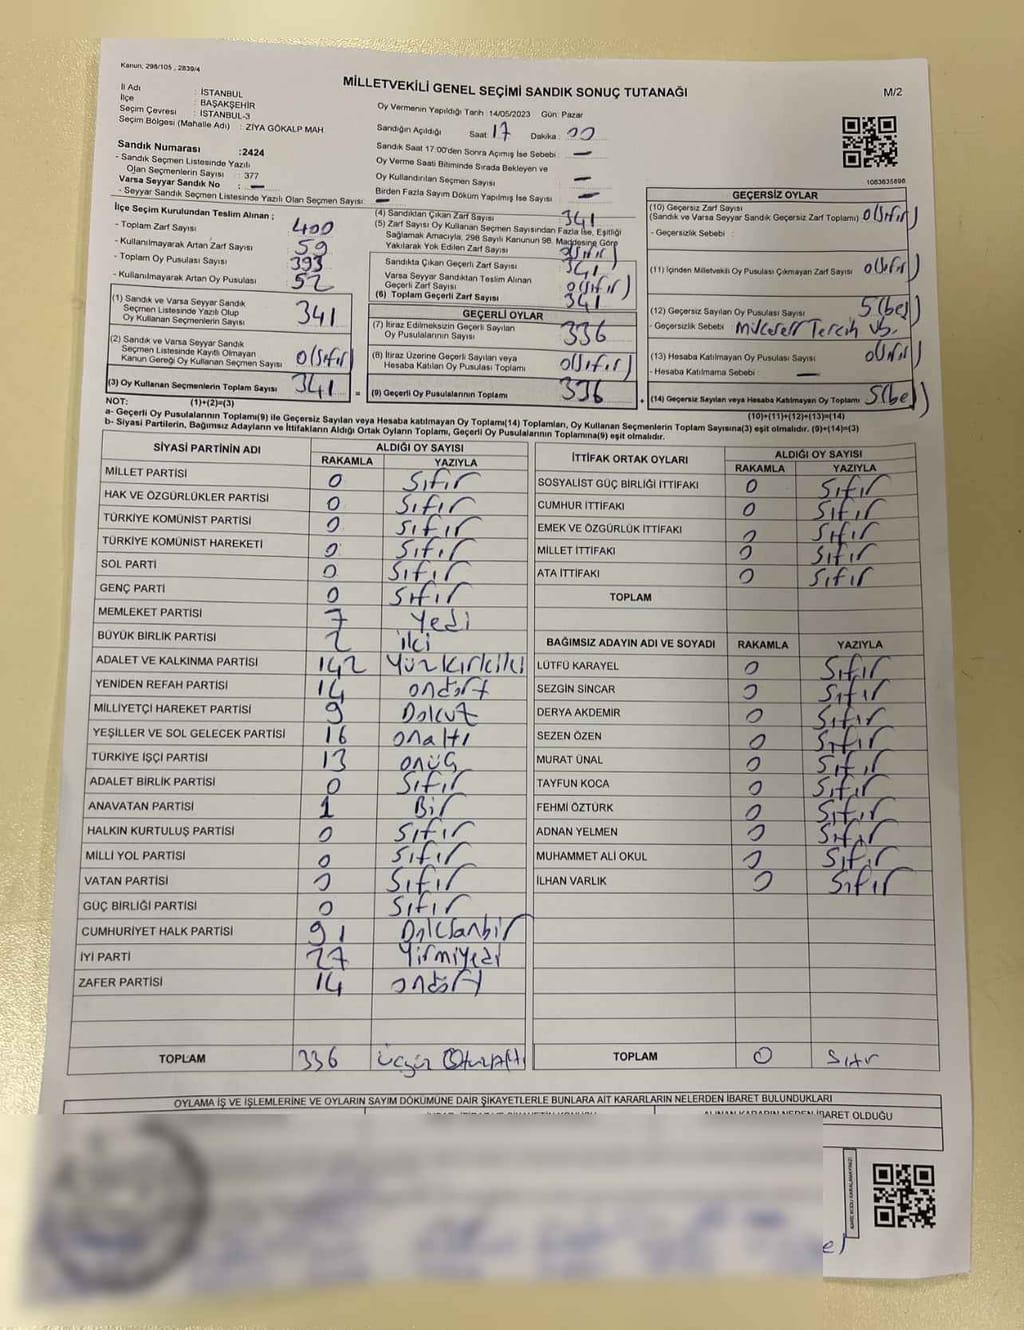 Kanun, 298/105 , 2839/4
MİLLETVEKİLİ GENEL SEÇİMİ SANDIK SONUÇ TUTANAĞI
M/2
İl Adı : İSTANBUL
İlçe : BAŞAKŞEHİR
Seçim Çevresi : İSTANBUL-3
Seçim Bölgesi (Mahalle Adı) : ZİYA GÖKALP MAH
Sandık Numarası :2424
- Sandık Seçmen Listesinde Yazılı
Olan Seçmenlerin Sayısı : 377
Varsa Seyyar Sandık No : —
- Seyyar Sandık Seçmen Listesinde Yazılı Olan Seçmen Sayısı: —
Oy Vermenin Yapıldığı Tarih :14/05/2023 Gün: Pazar
Sandığın Açıldığı Saat: 17 Dakika: 00
Sandık Saat 17:00'den Sonra Açımış İse Sebebi : —
Oy Verme Saati Bitiminde Sırada Bekleyen ve
Oy Kullandırılan Seçmen Sayısı : —
Birden Fazla Sayım Döküm Yapılmış İse Sayısı : —
1083635896
İlçe Seçim Kurulundan Teslim Alınan ;
- Toplam Zarf Sayısı : 400
- Kullanılmayarak Artan Zarf Sayısı : 59
- Toplam Oy Pusulası Sayısı : 393
- Kullanılmayarak Artan Oy Pusulası : 52
(1) Sandık ve Varsa Seyyar Sandık
Seçmen Listesinde Yazılı Olup
Oy Kullanan Seçmenlerin Sayısı : 341
(2) Sandık ve Varsa Seyyar Sandık
Seçmen Listesinde Kayıtlı Olmayan
Kanun Gereği Oy Kullanan Seçmen Sayısı : 0(Sıfır)
(3) Oy Kullanan Seçmenlerin Toplam Sayısı : 341
(4) Sandıktan Çıkan Zarf Sayısı : 341
(5) Zarf Sayısı Oy Kullanan Seçmen Sayısından Fazla İse, Eşitliği
Sağlamak Amacıyla, 298 Sayılı Kanunun 98. Maddesine Göre
Yakılarak Yok Edilen Zarf Sayısı : 0(Sıfır)
Sandıkta Çıkan Geçerli Zarf Sayısı : 341
Varsa Seyyar Sandıktan Teslim Alınan
Geçerli Zarf Sayısı : 0(Sıfır)
(6) Toplam Geçerli Zarf Sayısı : 341
GEÇERLİ OYLAR
(7) İtiraz Edilmeksizin Geçerli Sayılan
Oy Pusulalarının Sayısı : 336
(8) İtiraz Üzerine Geçerli Sayılan veya
Hesaba Katılan Oy Pusulası Toplamı : 0(Sıfır)
(9) Geçerli Oy Pusulalarının Toplamı : 336
GEÇERSİZ OYLAR
(10) Geçersiz Zarf Sayısı
(Sandık ve Varsa Seyyar Sandık Geçersiz Zarf Toplamı) : 0(Sıfır)
- Geçersizlik Sebebi :
(11) İçinden Milletvekili Oy Pusulası Çıkmayan Zarf Sayısı : 0(Sıfır)
(12) Geçersiz Sayılan Oy Pusulası Sayısı : 5(beş)
- Geçersizlik Sebebi : Mükerrer Tercih vb.
(13) Hesaba Katılmayan Oy Pusulası Sayısı : 0(Sıfır)
- Hesaba Katılmama Sebebi : —
(14) Geçersiz Sayılan veya Hesaba Katılmayan Oy Toplamı : 5(beş)
NOT: (1)+(2)=(3) (10)+(11)+(12)+(13)=(14)
a- Geçerli Oy Pusulalarının Toplamı(9) ile Geçersiz Sayılan veya Hesaba katılmayan Oy Toplamı(14) Toplamları, Oy Kullanan Seçmenlerin Toplam Sayısına(3) eşit olmalıdır. (9)+(14)=(3)
b- Siyasi Partilerin, Bağımsız Adayların ve İttifakların Aldığı Ortak Oyların Toplamı, Geçerli Oy Pusulalarının Toplamına(9) eşit olmalıdır.
SİYASİ PARTİNİN ADI ALDIĞI OY SAYISI
RAKAMLA YAZIYLA
MİLLET PARTİSİ 0 Sıfır
HAK VE ÖZGÜRLÜKLER PARTİSİ 0 Sıfır
TÜRKİYE KOMÜNİST PARTİSİ 0 Sıfır
TÜRKİYE KOMÜNİST HAREKETİ 0 Sıfır
SOL PARTİ 0 Sıfır
GENÇ PARTİ 0 Sıfır
MEMLEKET PARTİSİ 7 Yedi
BÜYÜK BİRLİK PARTİSİ 2 iki
ADALET VE KALKINMA PARTİSİ 142 Yüzkırkiki
YENİDEN REFAH PARTİSİ 14 ondört
MİLLİYETÇİ HAREKET PARTİSİ 9 Dokuz
YEŞİLLER VE SOL GELECEK PARTİSİ 16 onaltı
TÜRKİYE İŞÇİ PARTİSİ 13 onüç
ADALET BİRLİK PARTİSİ 0 Sıfır
ANAVATAN PARTİSİ 1 Bir
HALKIN KURTULUŞ PARTİSİ 0 Sıfır
MİLLİ YOL PARTİSİ 0 Sıfır
VATAN PARTİSİ 0 Sıfır
GÜÇ BİRLİĞİ PARTİSİ 0 Sıfır
CUMHURİYET HALK PARTİSİ 91 Doksanbir
İYİ PARTİ 27 Yirmiyedi
ZAFER PARTİSİ 14 ondört
TOPLAM 336 üçyüz Otuzaltı
İTTİFAK ORTAK OYLARI ALDIĞI OY SAYISI
RAKAMLA YAZIYLA
SOSYALİST GÜÇ BİRLİĞİ İTTİFAKI 0 Sıfır
CUMHUR İTTİFAKI 0 Sıfır
EMEK VE ÖZGÜRLÜK İTTİFAKI 0 Sıfır
MİLLET İTTİFAKI 0 Sıfır
ATA İTTİFAKI 0 Sıfır
TOPLAM
BAĞIMSIZ ADAYIN ADI VE SOYADI RAKAMLA YAZIYLA
LÜTFÜ KARAYEL 0 Sıfır
SEZGİN SİNCAR 0 Sıfır
DERYA AKDEMIR 0 Sıfır
SEZEN ÖZEN 0 Sıfır
MURAT ÜNAL 0 Sıfır
TAYFUN KOCA 0 Sıfır
FEHMİ ÖZTÜRK 0 Sıfır
ADNAN YELMEN 0 Sıfır
MUHAMMET ALİ OKUL 0 Sıfır
İLHAN VARLIK 0 Sıfır
TOPLAM 0 Sıfır
OYLAMA İŞ VE İŞLEMLERİNE VE OYLARIN SAYIM DÖKÜMÜNE DAİR ŞİKAYETLERLE BUNLARA AİT KARARLARIN NELERDEN İBARET BULUNDUKLARI
ALINAN KARARIN NEDEN İBARET OLDUĞU